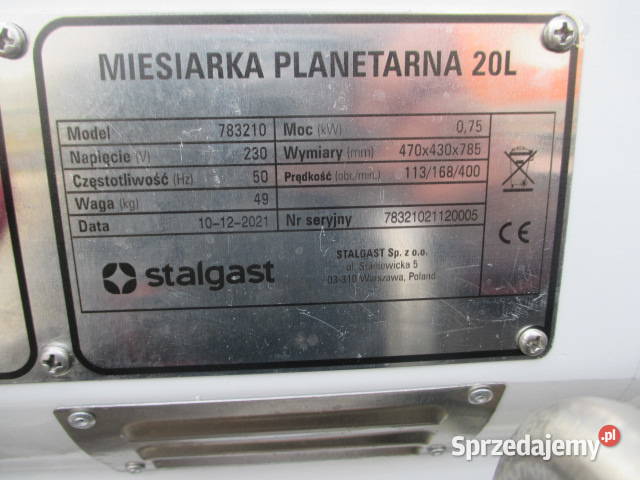 MIESIARKA PLANETARNA 20L
Model 783210 Moc (kW) 0,75
Napięcie (V) 230 Wymiary (mm) 470x430x785
Częstotliwość (Hz) 50 Prędkość (obr./min.) 113/168/400
Waga (kg) 49
Data 10-12-2021 Nr seryjny 78321021120005
CE
stalgast
STALGAST Sp. z o.o.
ul. Staniewicka 5
03-310 Warszawa, Poland
Sprzedajemy.pl